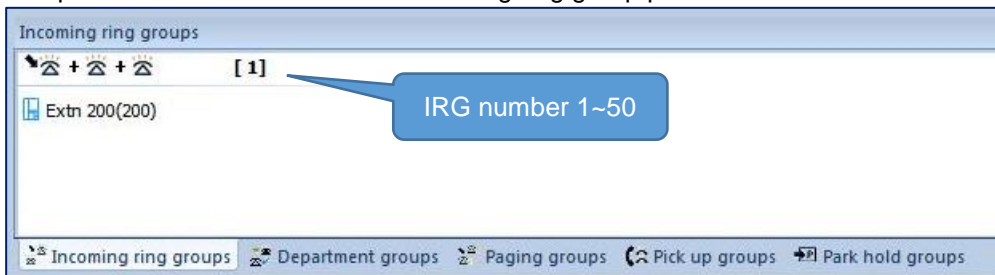 Incoming ring groups
+ + [ 1]
IRG number 1~50
Extn 200(200)
Incoming ring groups Department groups Paging groups Pick up groups Park hold groups